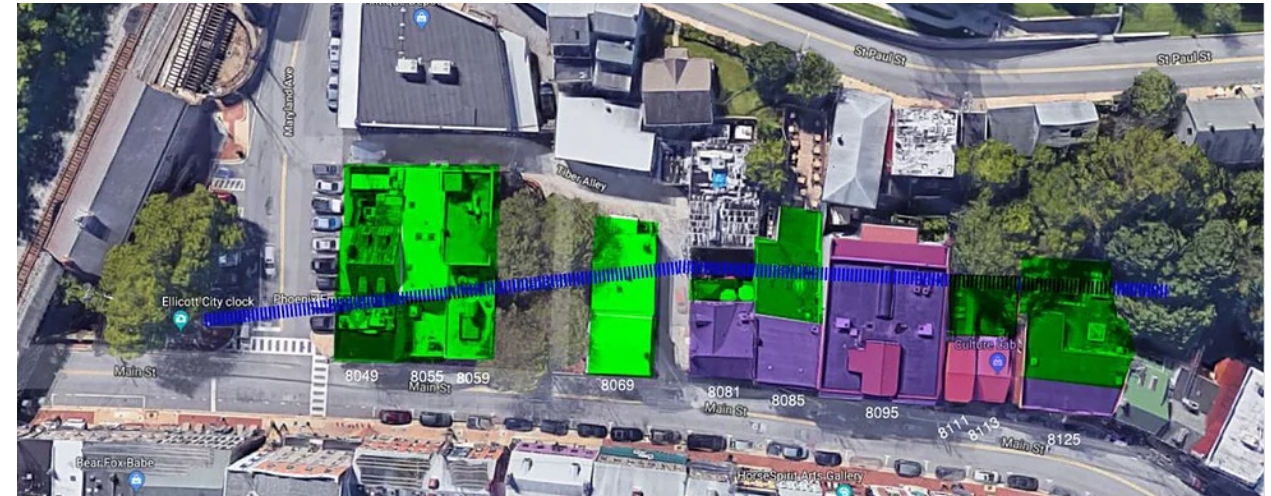 St Paul St
St Paul St
Maryland Ave
Tiber Alley
Ellicott City clock
Main St
8049
8055
8059
Main St
8069
8081
Main St
8085
8095
Culture Lab
8111
8113
Main St
8125
Bear Fox Babe
HorseSpirit Arts Gallery